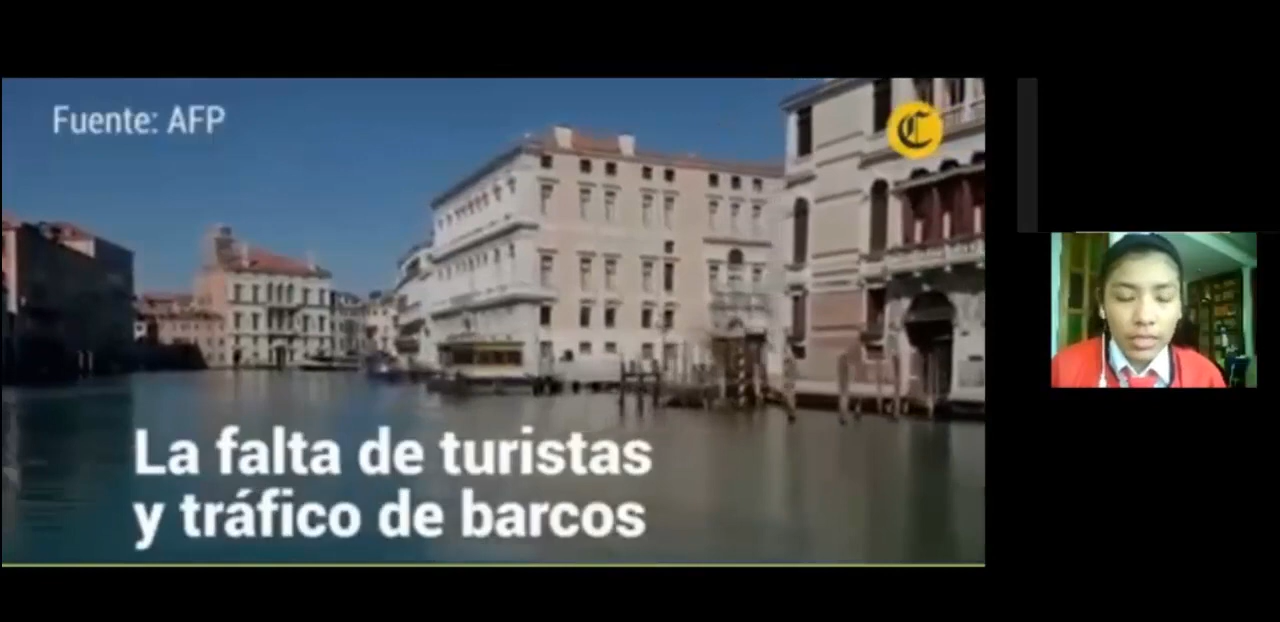 Fuente: AFP
C
La falta de turistas
y tráfico de barcos